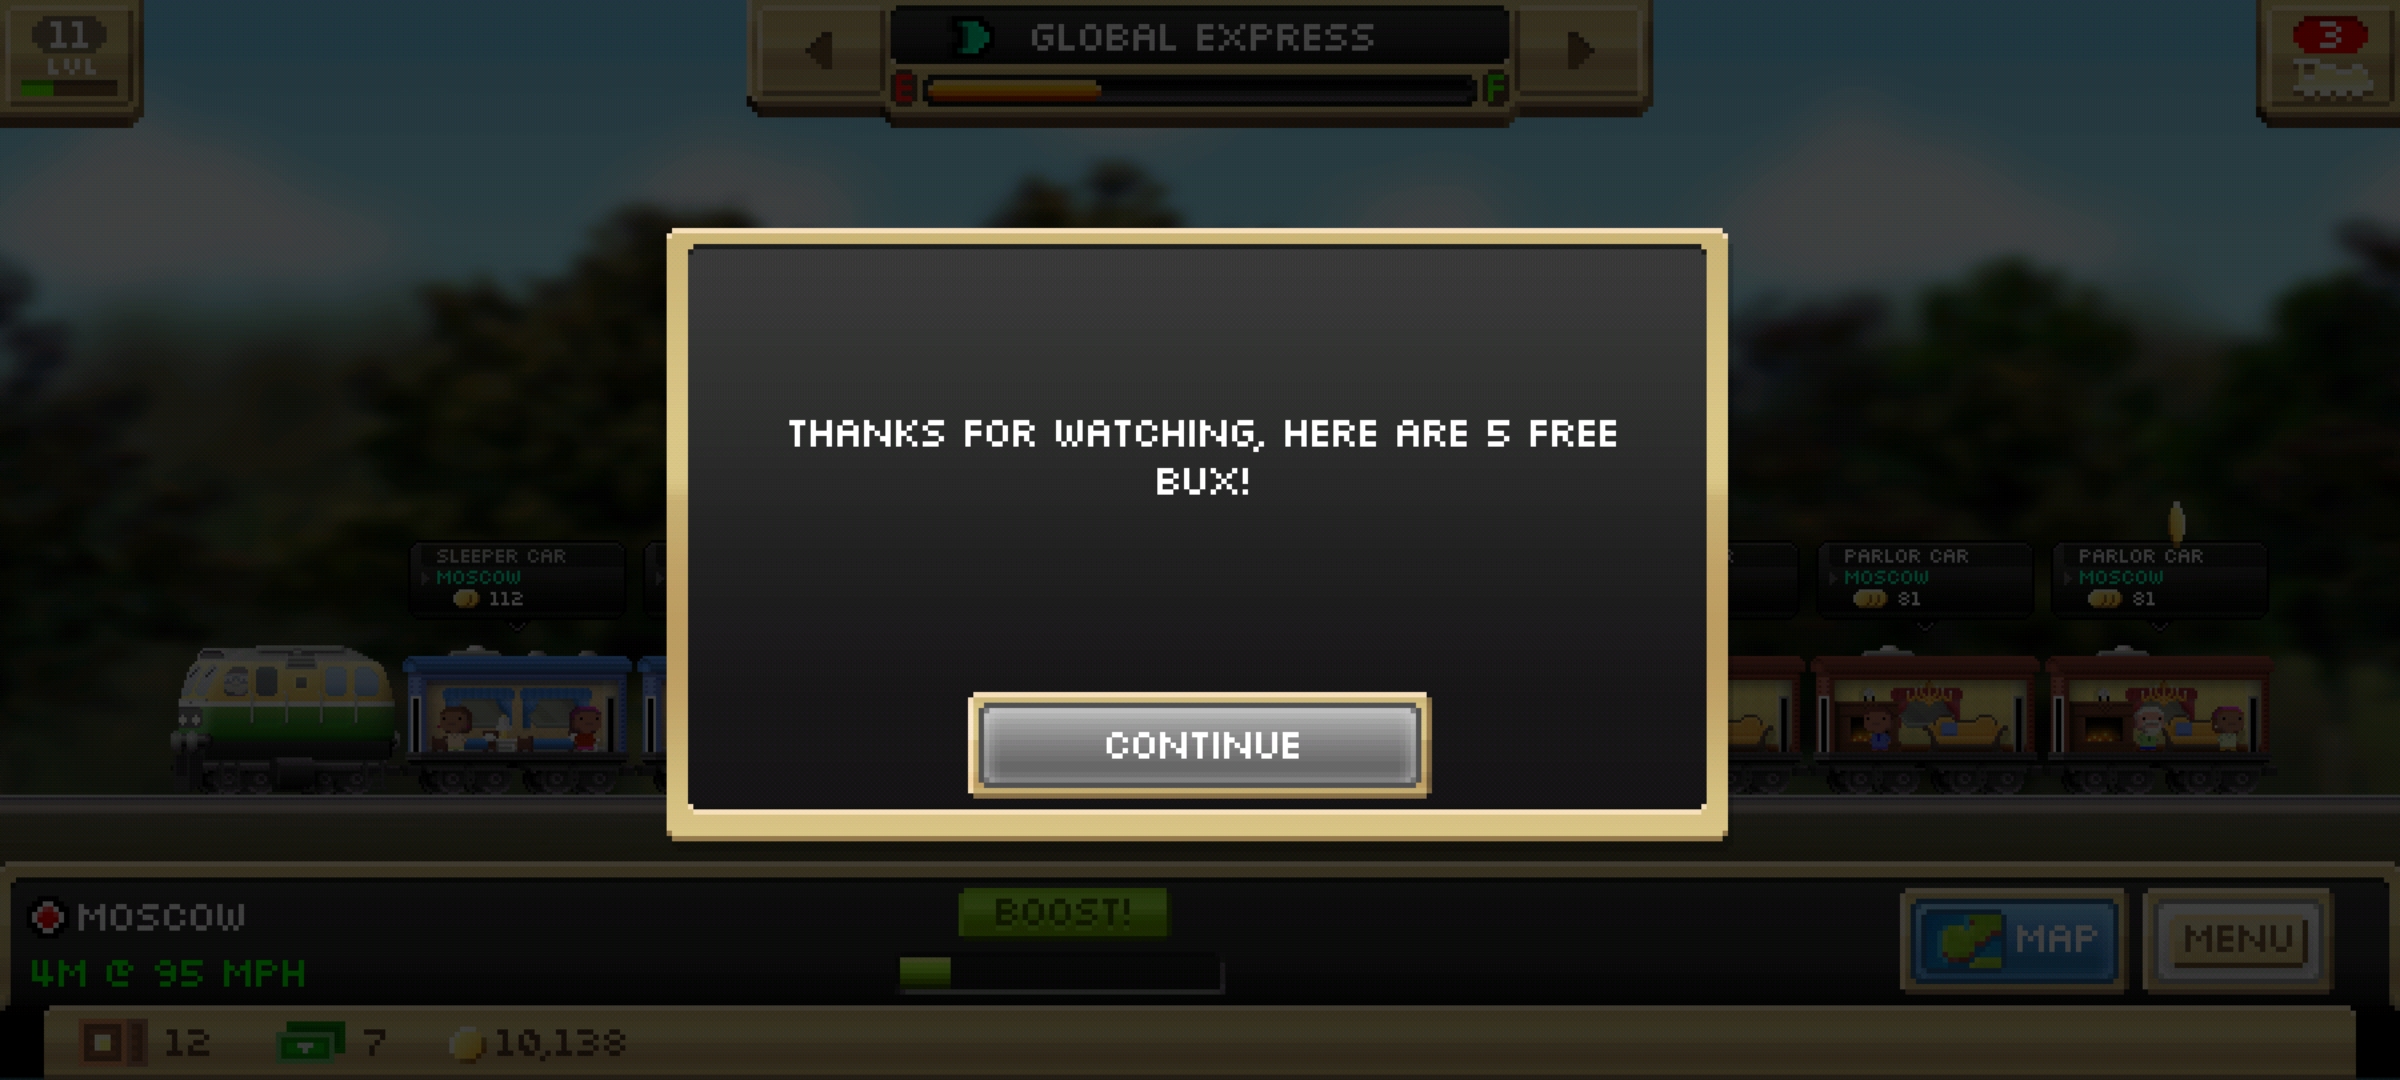 11
LVL
GLOBAL EXPRESS
E F
3
THANKS FOR WATCHING, HERE ARE 5 FREE
BUX!
CONTINUE
SLEEPER CAR
MOSCOW
112
PARLOR CAR
MOSCOW
81
PARLOR CAR
MOSCOW
81
MOSCOW
4M @ 95 MPH
BOOST!
MAP
MENU
12
7
10,138